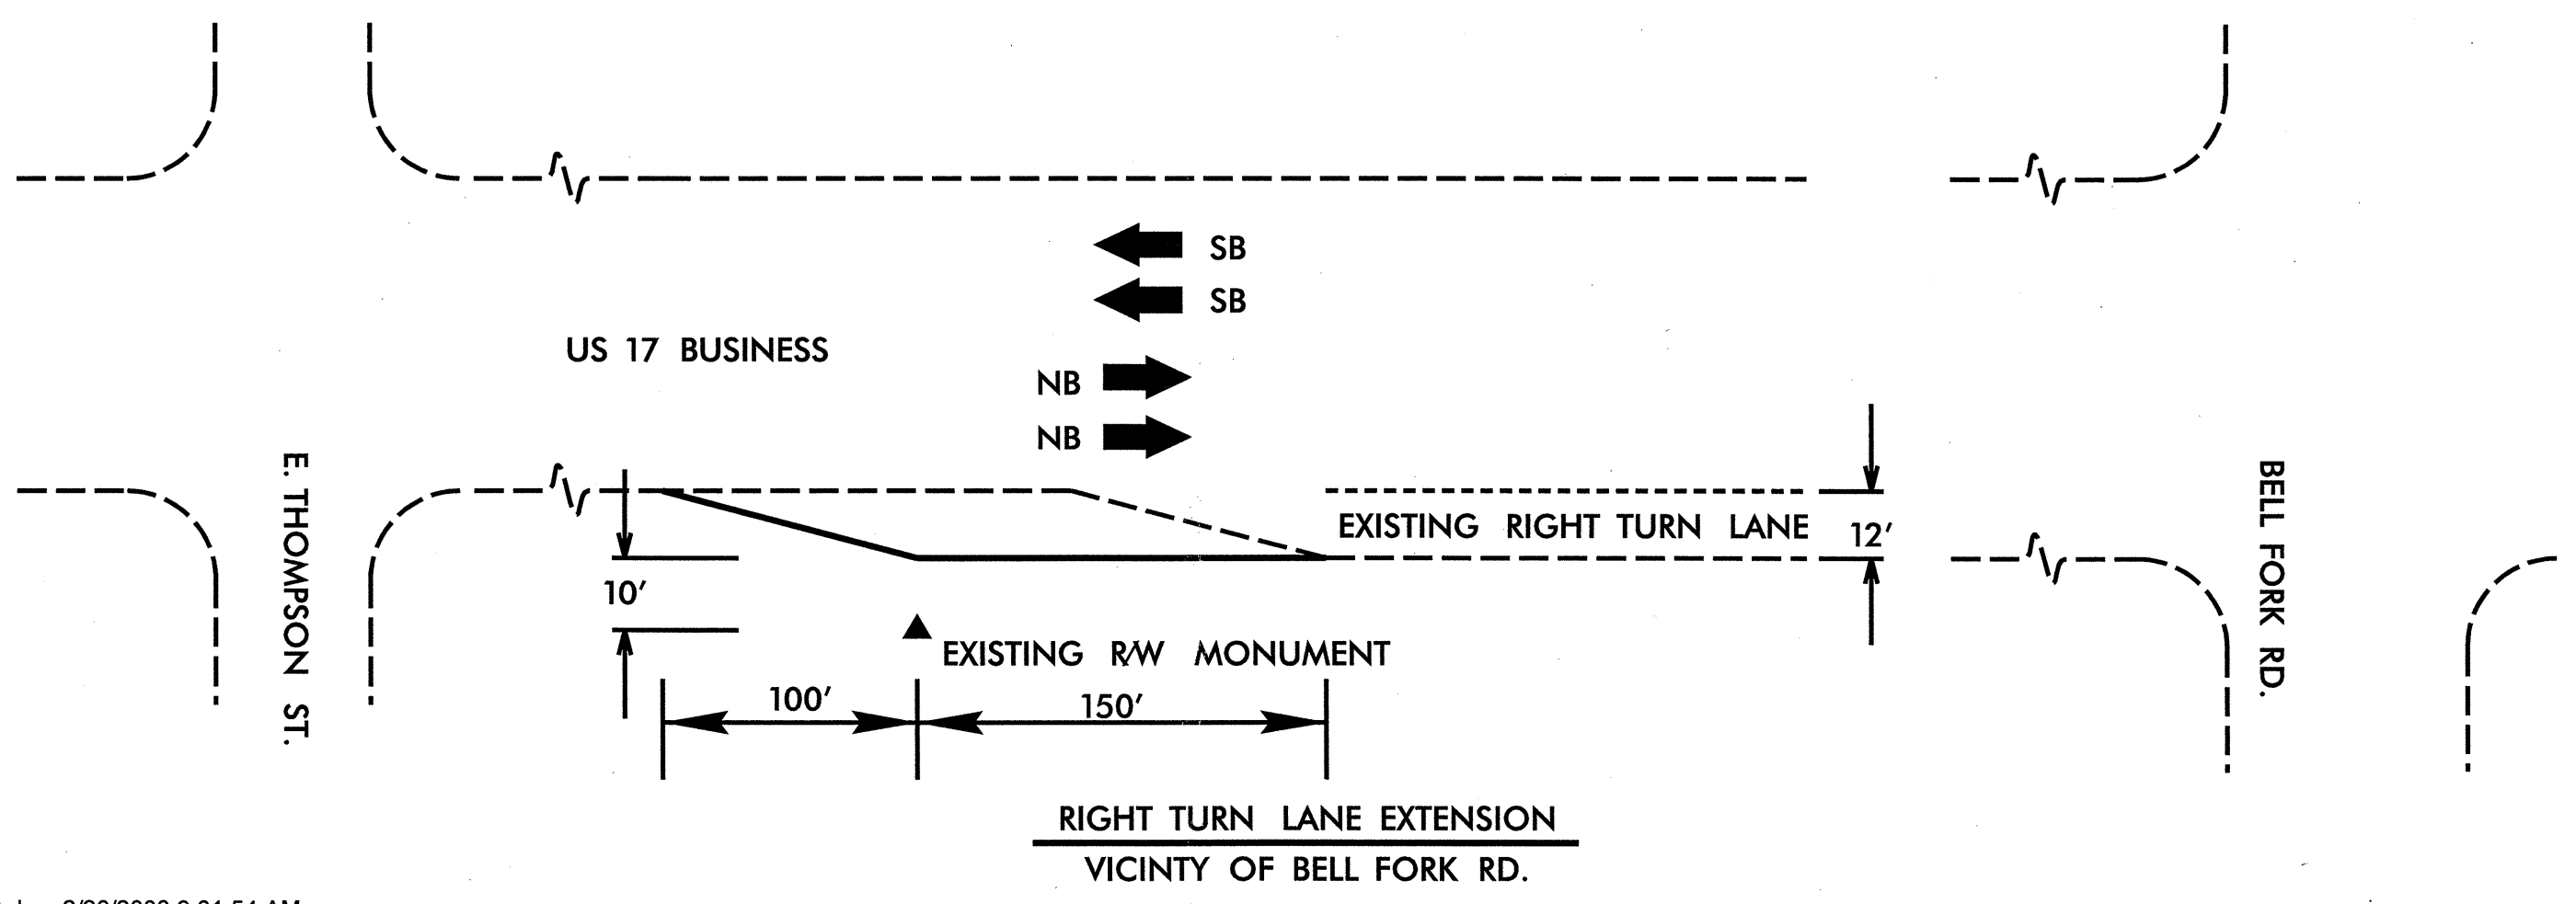 SB
SB
US 17 BUSINESS
NB
NB
E. THOMPSON ST.
BELL FORK RD.
EXISTING RIGHT TURN LANE
12'
10'
EXISTING R/W MONUMENT
100'
150'
RIGHT TURN LANE EXTENSION
VICINTY OF BELL FORK RD.